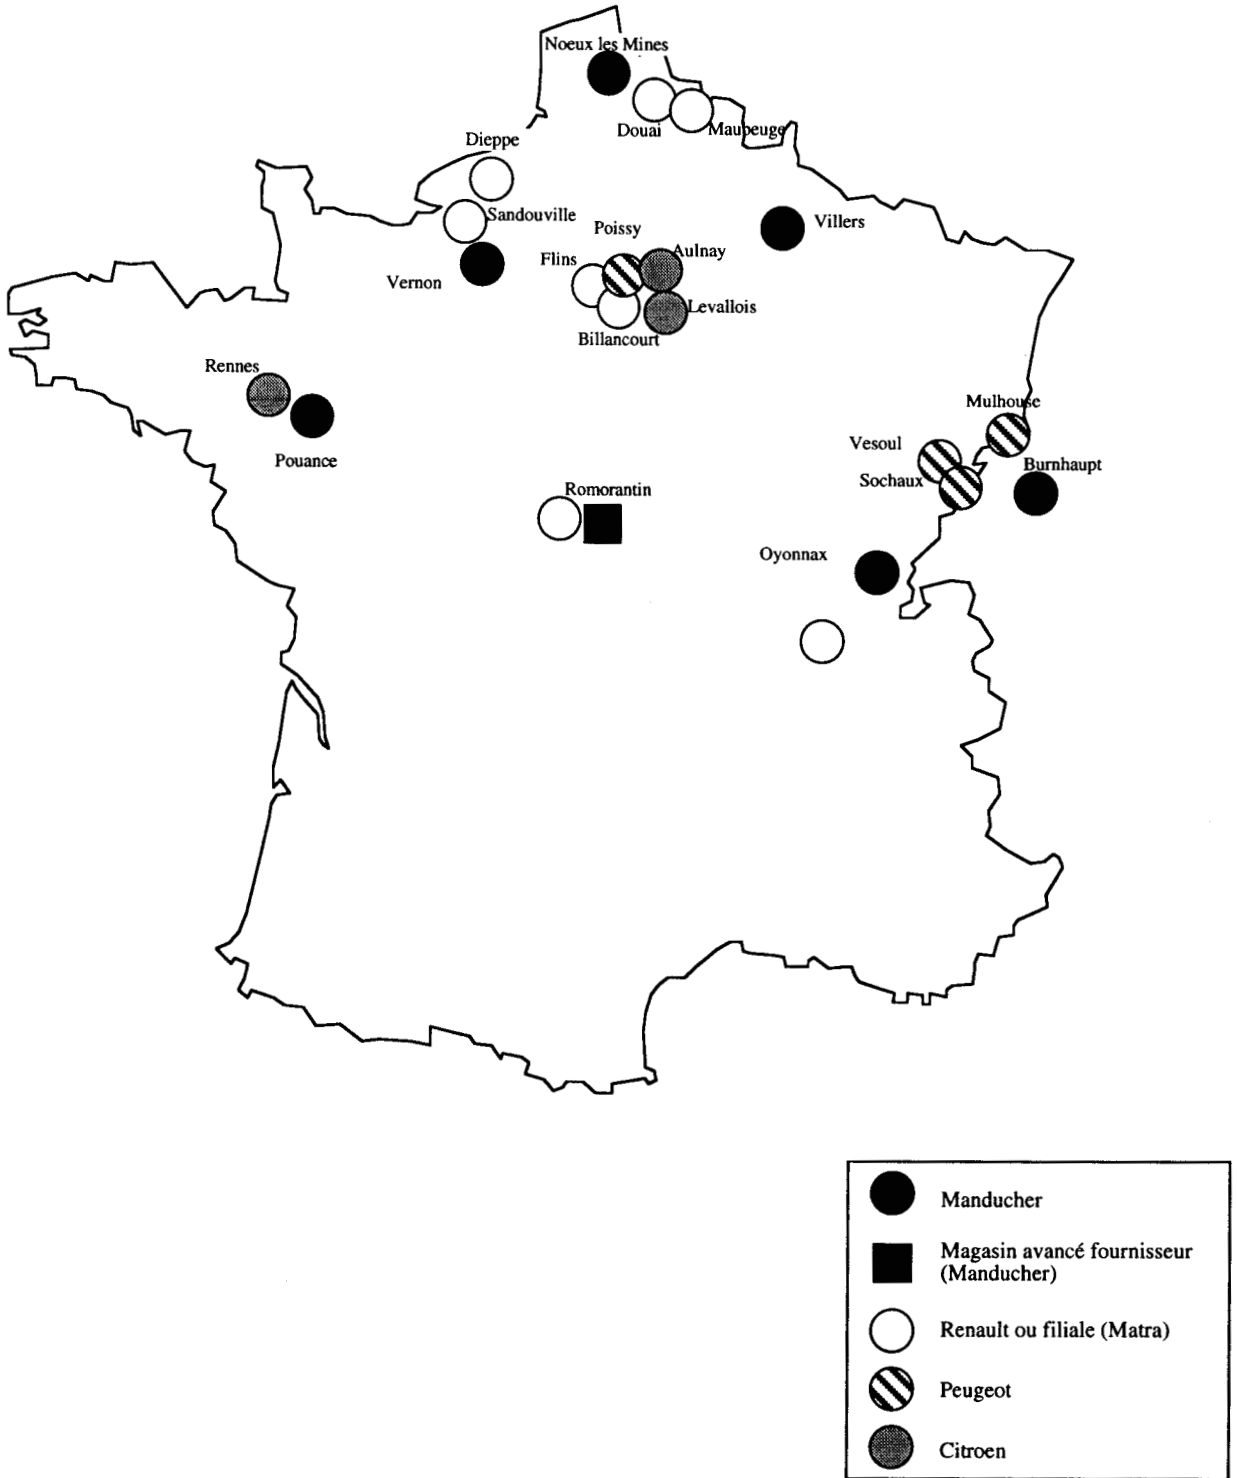 Noeux les Mines
Douai
Maubeuge
Dieppe
Sandouville
Villers
Poissy
Aulnay
Flins
Vernon
Levallois
Billancourt
Rennes
Mulhouse
Vesoul
Pouance
Burnhaupt
Sochaux
Romorantin
Oyonnax
Manducher
Magasin avancé fournisseur
(Manducher)
Renault ou filiale (Matra)
Peugeot
Citroen